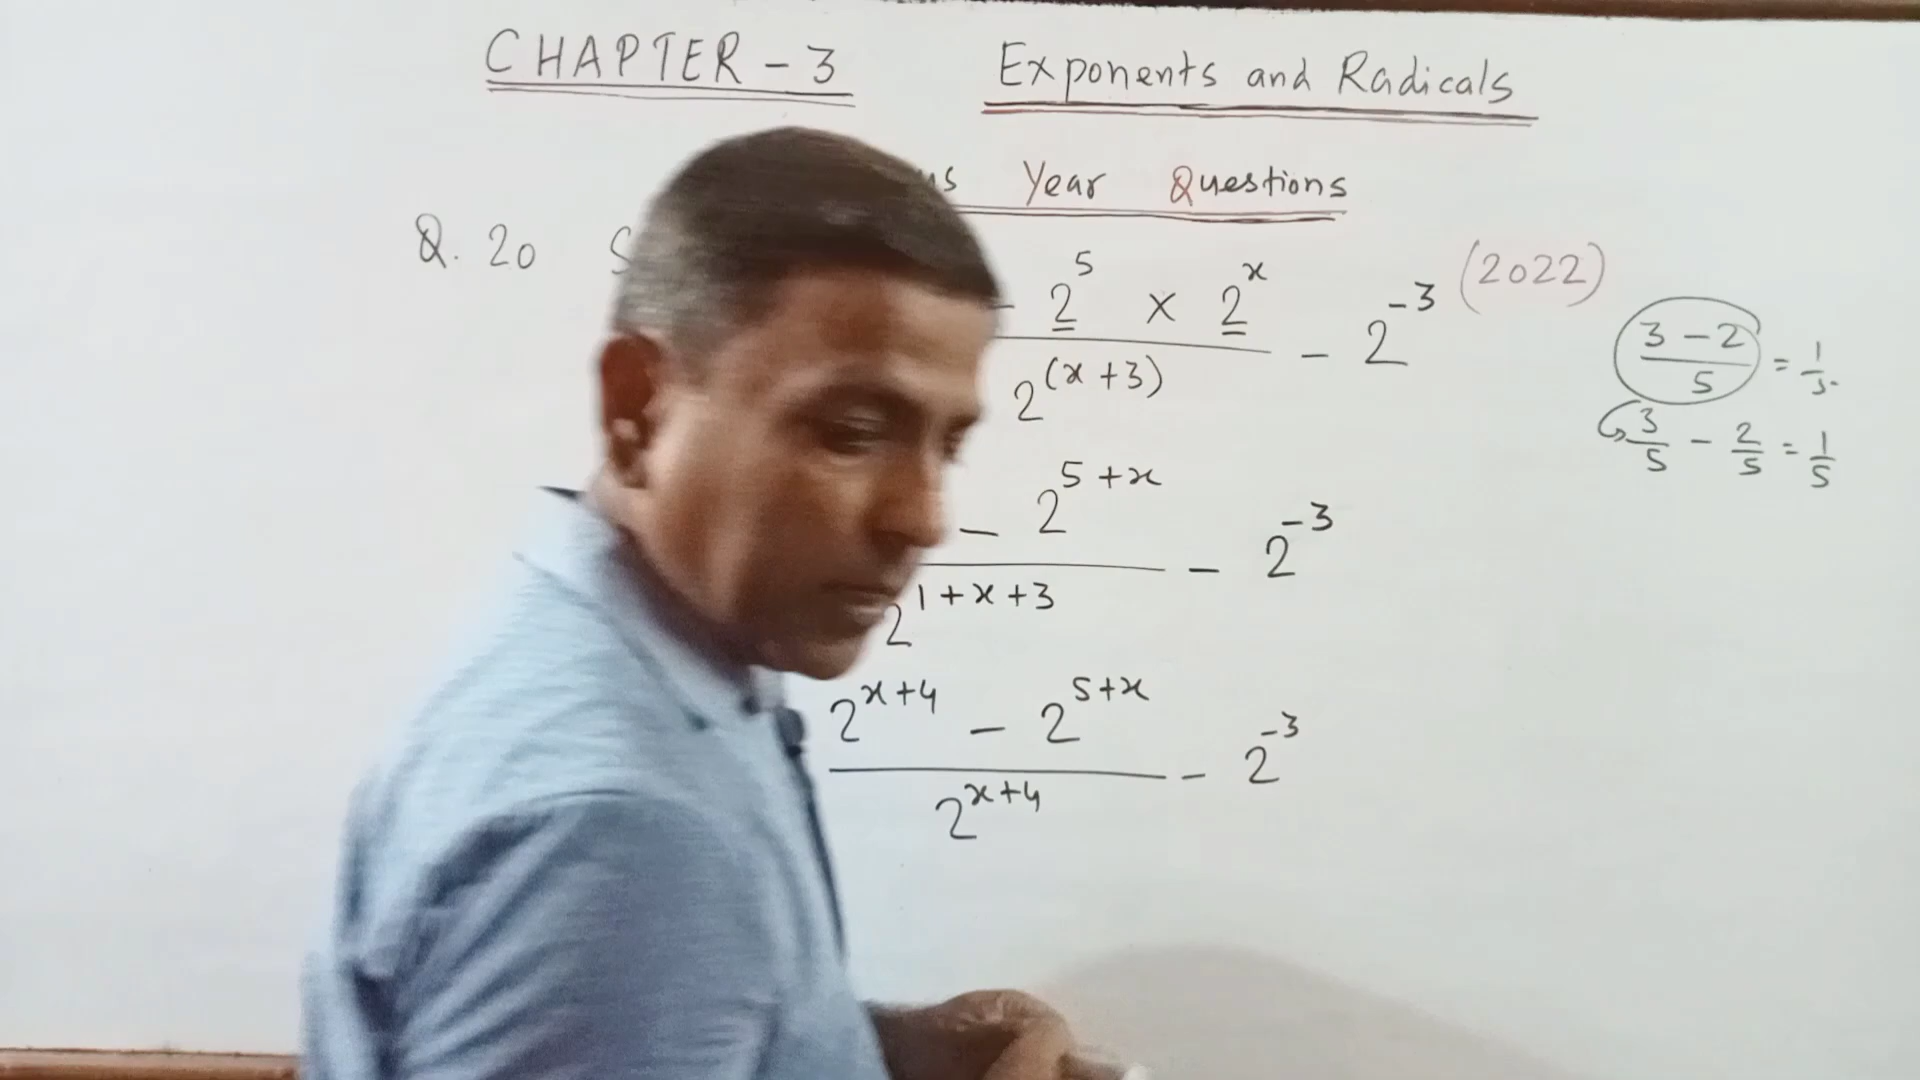 CHAPTER - 3 Exponents and Radicals
Year Questions
Q. 20
2^5 × 2^x / 2^(x+3) - 2^-3 (2022)
- 2^5+x / 2^1+x+3 - 2^-3
2^x+4 - 2^5+x / 2^x+4 - 2^-3
3 - 2 / 5 = 1/5
3/5 - 2/5 = 1/5